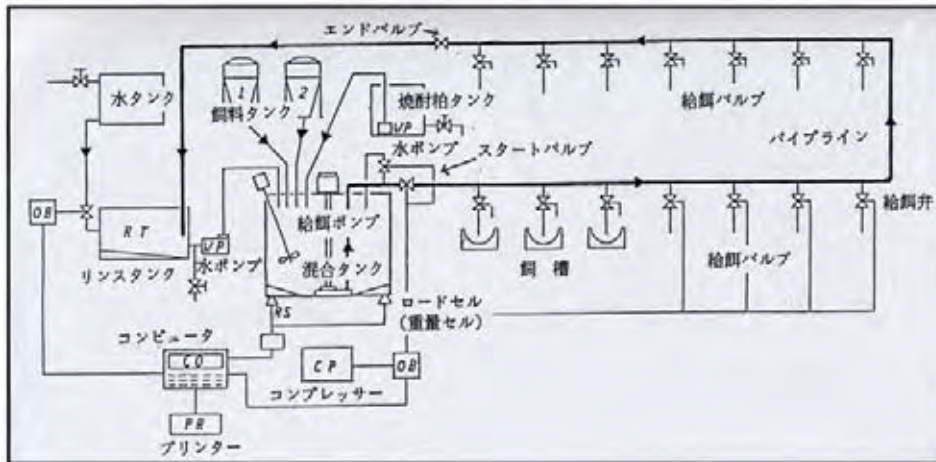 エンドバルブ
1
2
水タンク
飼料タンク
焼酎粕タンク
WP
給餌バルブ
水ポンプ
スタートバルブ
パイプライン
OB
RT
WP
給餌ポンプ
給餌弁
リンスタンク
水ポンプ
混合タンク
飼槽
給餌バルブ
RS
ロードセル
(重量セル)
コンピュータ
CO
CP
OB
コンプレッサー
PR
プリンター